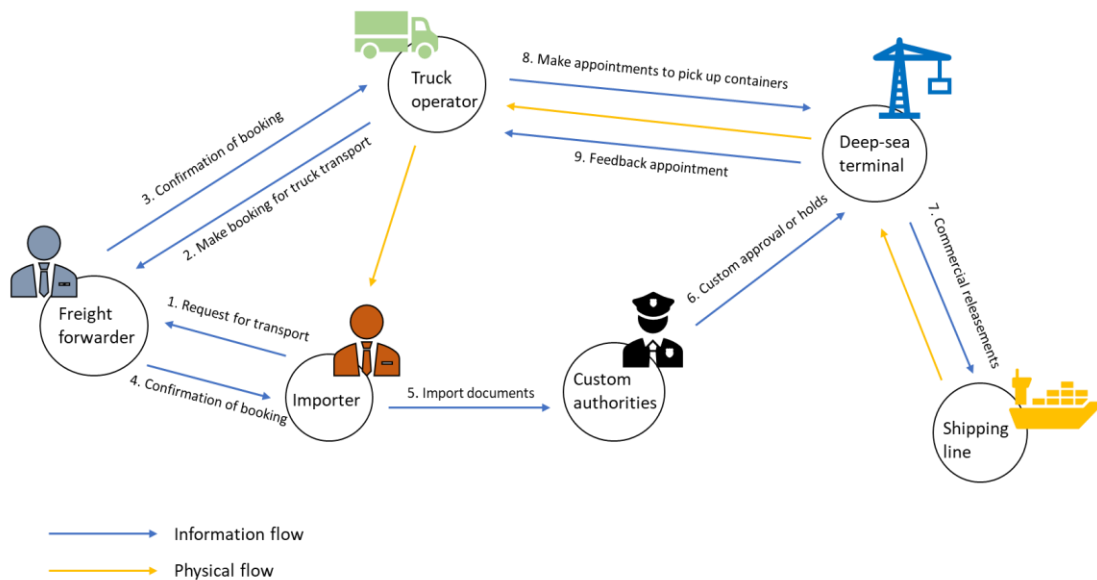 Truck
operator
8. Make appointments to pick up containers
Deep-sea
terminal
9. Feedback appointment
3. Confirmation of booking
2. Make booking for truck transport
6. Custom approval or holds
7. Commercial releasements
1. Request for transport
Freight
forwarder
4. Confirmation of booking
Importer
5. Import documents
Custom
authorities
Shipping
line
Information flow
Physical flow